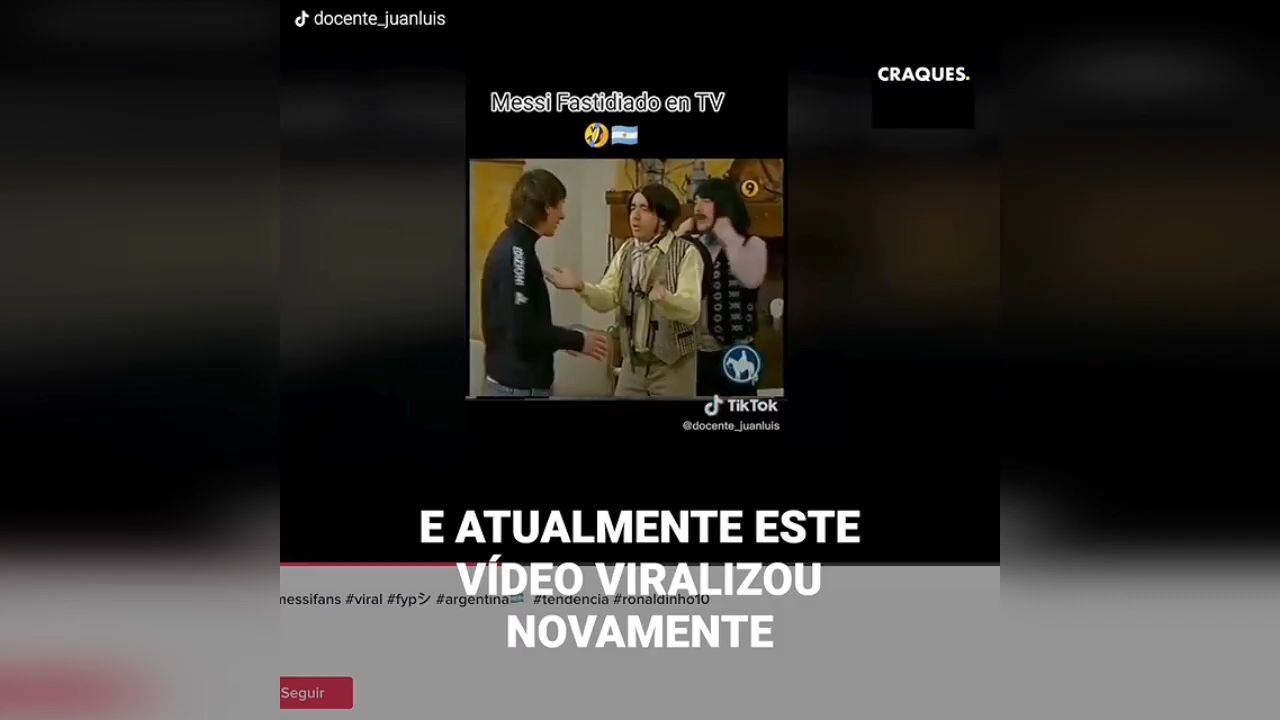 docente_juanluis
CRAQUES.
Messi Fastidiado en TV
9
TikTok
@docente_juanluis
E ATUALMENTE ESTE
VÍDEO VIRALIZOU
messifans #viral #fypシ #argentina #tendencia #ronaldinho10
NOVAMENTE
Seguir